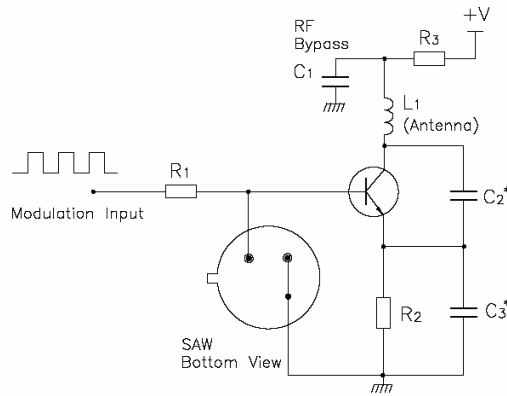 +V
RF
Bypass
C1
R3
L1
(Antenna)
R1
Modulation Input
C2*
SAW
Bottom View
R2
C3*